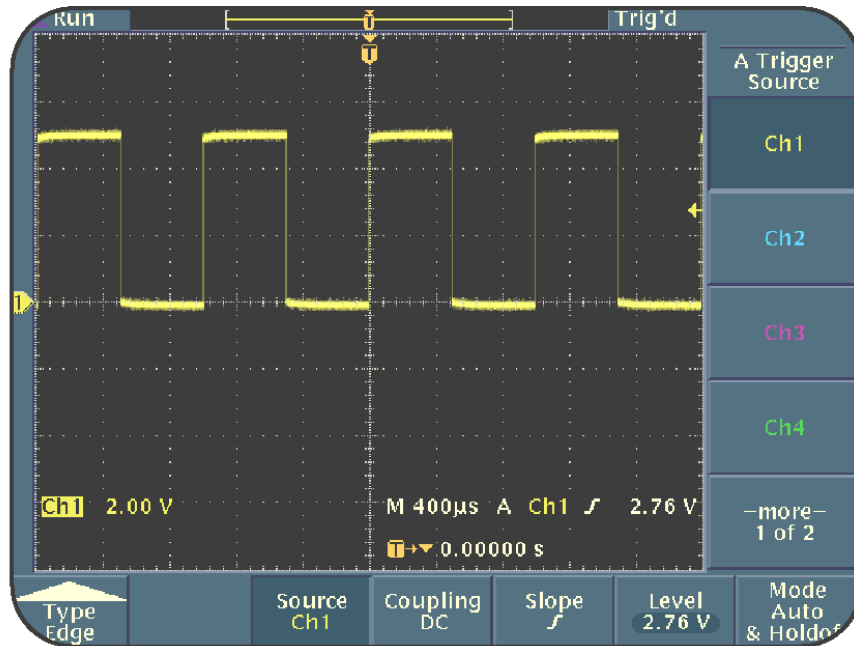 Run
Trig'd
T
T
A Trigger
Source
Ch1
Ch2
Ch3
Ch4
-more-
1 of 2
1
Ch1 2.00 V
M 400µs A Ch1 2.76 V
T 0.00000 s
Type
Edge
Source
Ch1
Coupling
DC
Slope
Level
2.76 V
Mode
Auto
& Holdof